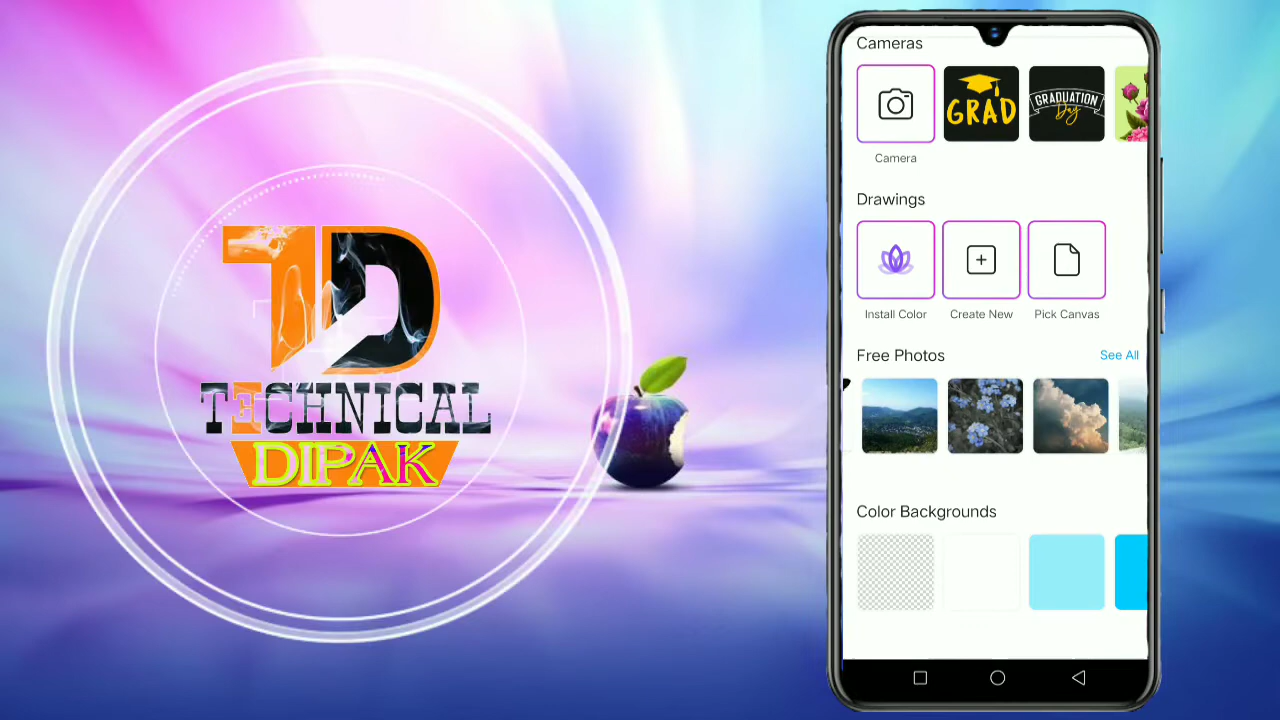 TD
TECHNICAL
DIPAK
Cameras
GRAD
GRADUATION
Day
Camera
Drawings
Install Color
Create New
Pick Canvas
Free Photos
See All
Color Backgrounds